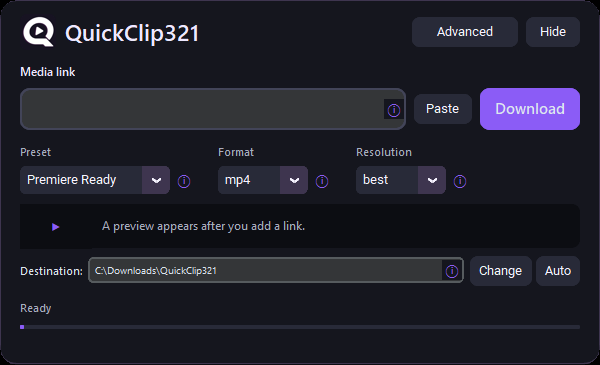 QuickClip321
Advanced
Hide
Media link
Paste
Download
Preset
Format
Resolution
Premiere Ready
mp4
best
A preview appears after you add a link.
Destination:
C:\Downloads\QuickClip321
Change
Auto
Ready